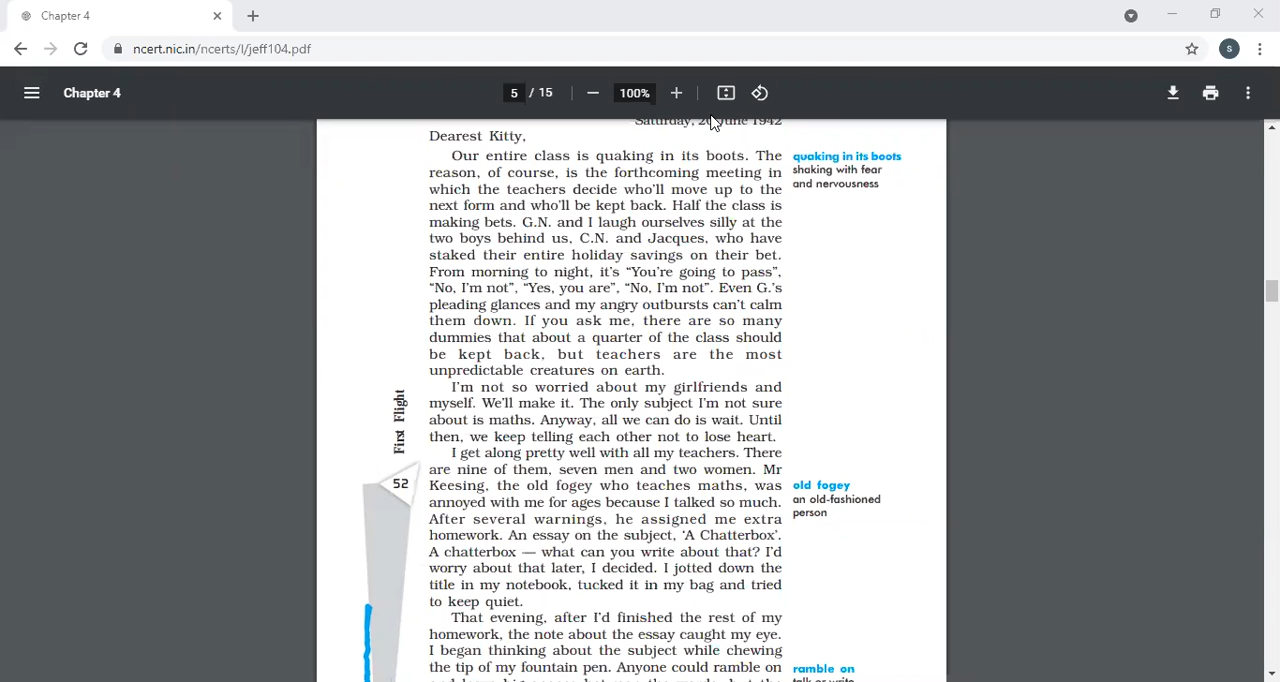 Chapter 4
ncert.nic.in/ncerts/l/jeff104.pdf
S
Chapter 4
5 / 15
100%
Saturday, 20 June 1942
Dearest Kitty,
Our entire class is quaking in its boots. The
reason, of course, is the forthcoming meeting in
which the teachers decide who'll move up to the
next form and who'll be kept back. Half the class is
making bets. G.N. and I laugh ourselves silly at the
two boys behind us, C.N. and Jacques, who have
staked their entire holiday savings on their bet.
From morning to night, it's “You're going to pass”,
“No, I'm not”, “Yes, you are”, “No, I'm not”. Even G.'s
pleading glances and my angry outbursts can't calm
them down. If you ask me, there are so many
dummies that about a quarter of the class should
be kept back, but teachers are the most
unpredictable creatures on earth.
I'm not so worried about my girlfriends and
myself. We'll make it. The only subject I'm not sure
about is maths. Anyway, all we can do is wait. Until
then, we keep telling each other not to lose heart.
I get along pretty well with all my teachers. There
are nine of them, seven men and two women. Mr
Keesing, the old fogey who teaches maths, was
annoyed with me for ages because I talked so much.
After several warnings, he assigned me extra
homework. An essay on the subject, ‘A Chatterbox’.
A chatterbox — what can you write about that? I'd
worry about that later, I decided. I jotted down the
title in my notebook, tucked it in my bag and tried
to keep quiet.
That evening, after I'd finished the rest of my
homework, the note about the essay caught my eye.
I began thinking about the subject while chewing
the tip of my fountain pen. Anyone could ramble on
quaking in its boots
shaking with fear
and nervousness
old fogey
an old-fashioned
person
ramble on
talk or write
First Flight
52